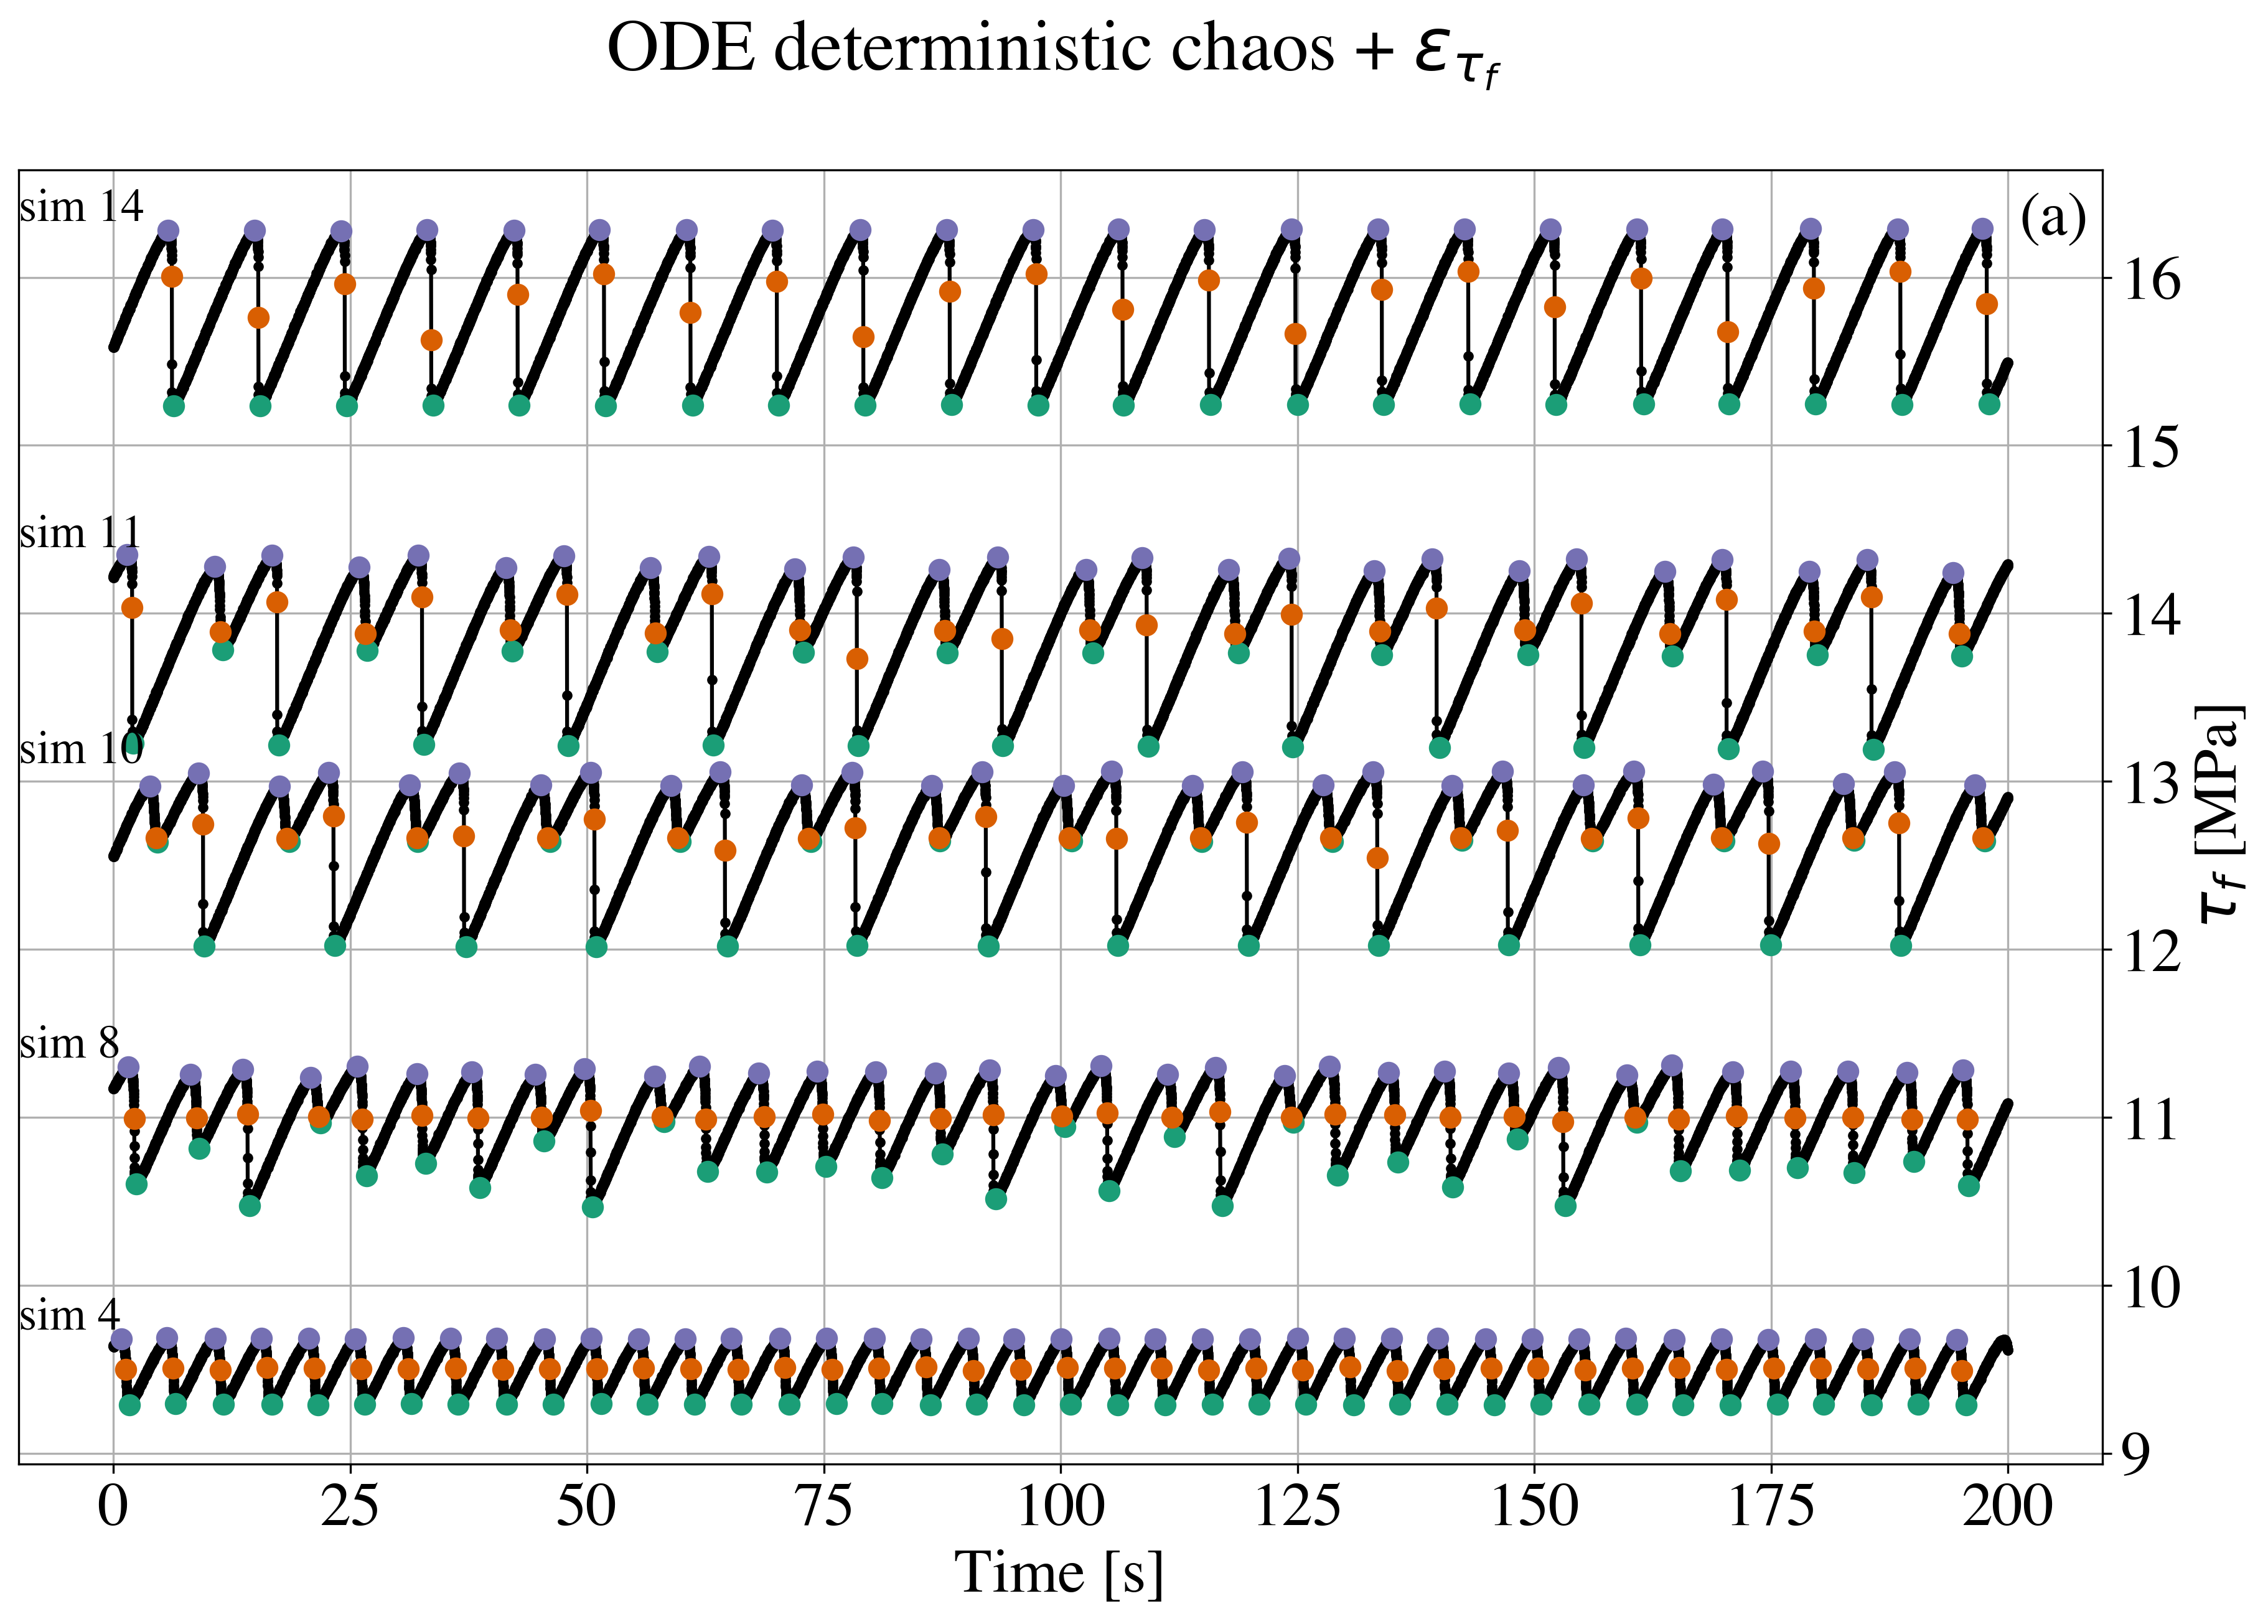 ODE deterministic chaos + ε_{τ_f}
(a)
sim 14
sim 11
sim 10
sim 8
sim 4
16
15
14
13
12
11
10
9
τ_f [MPa]
0 25 50 75 100 125 150 175 200
Time [s]